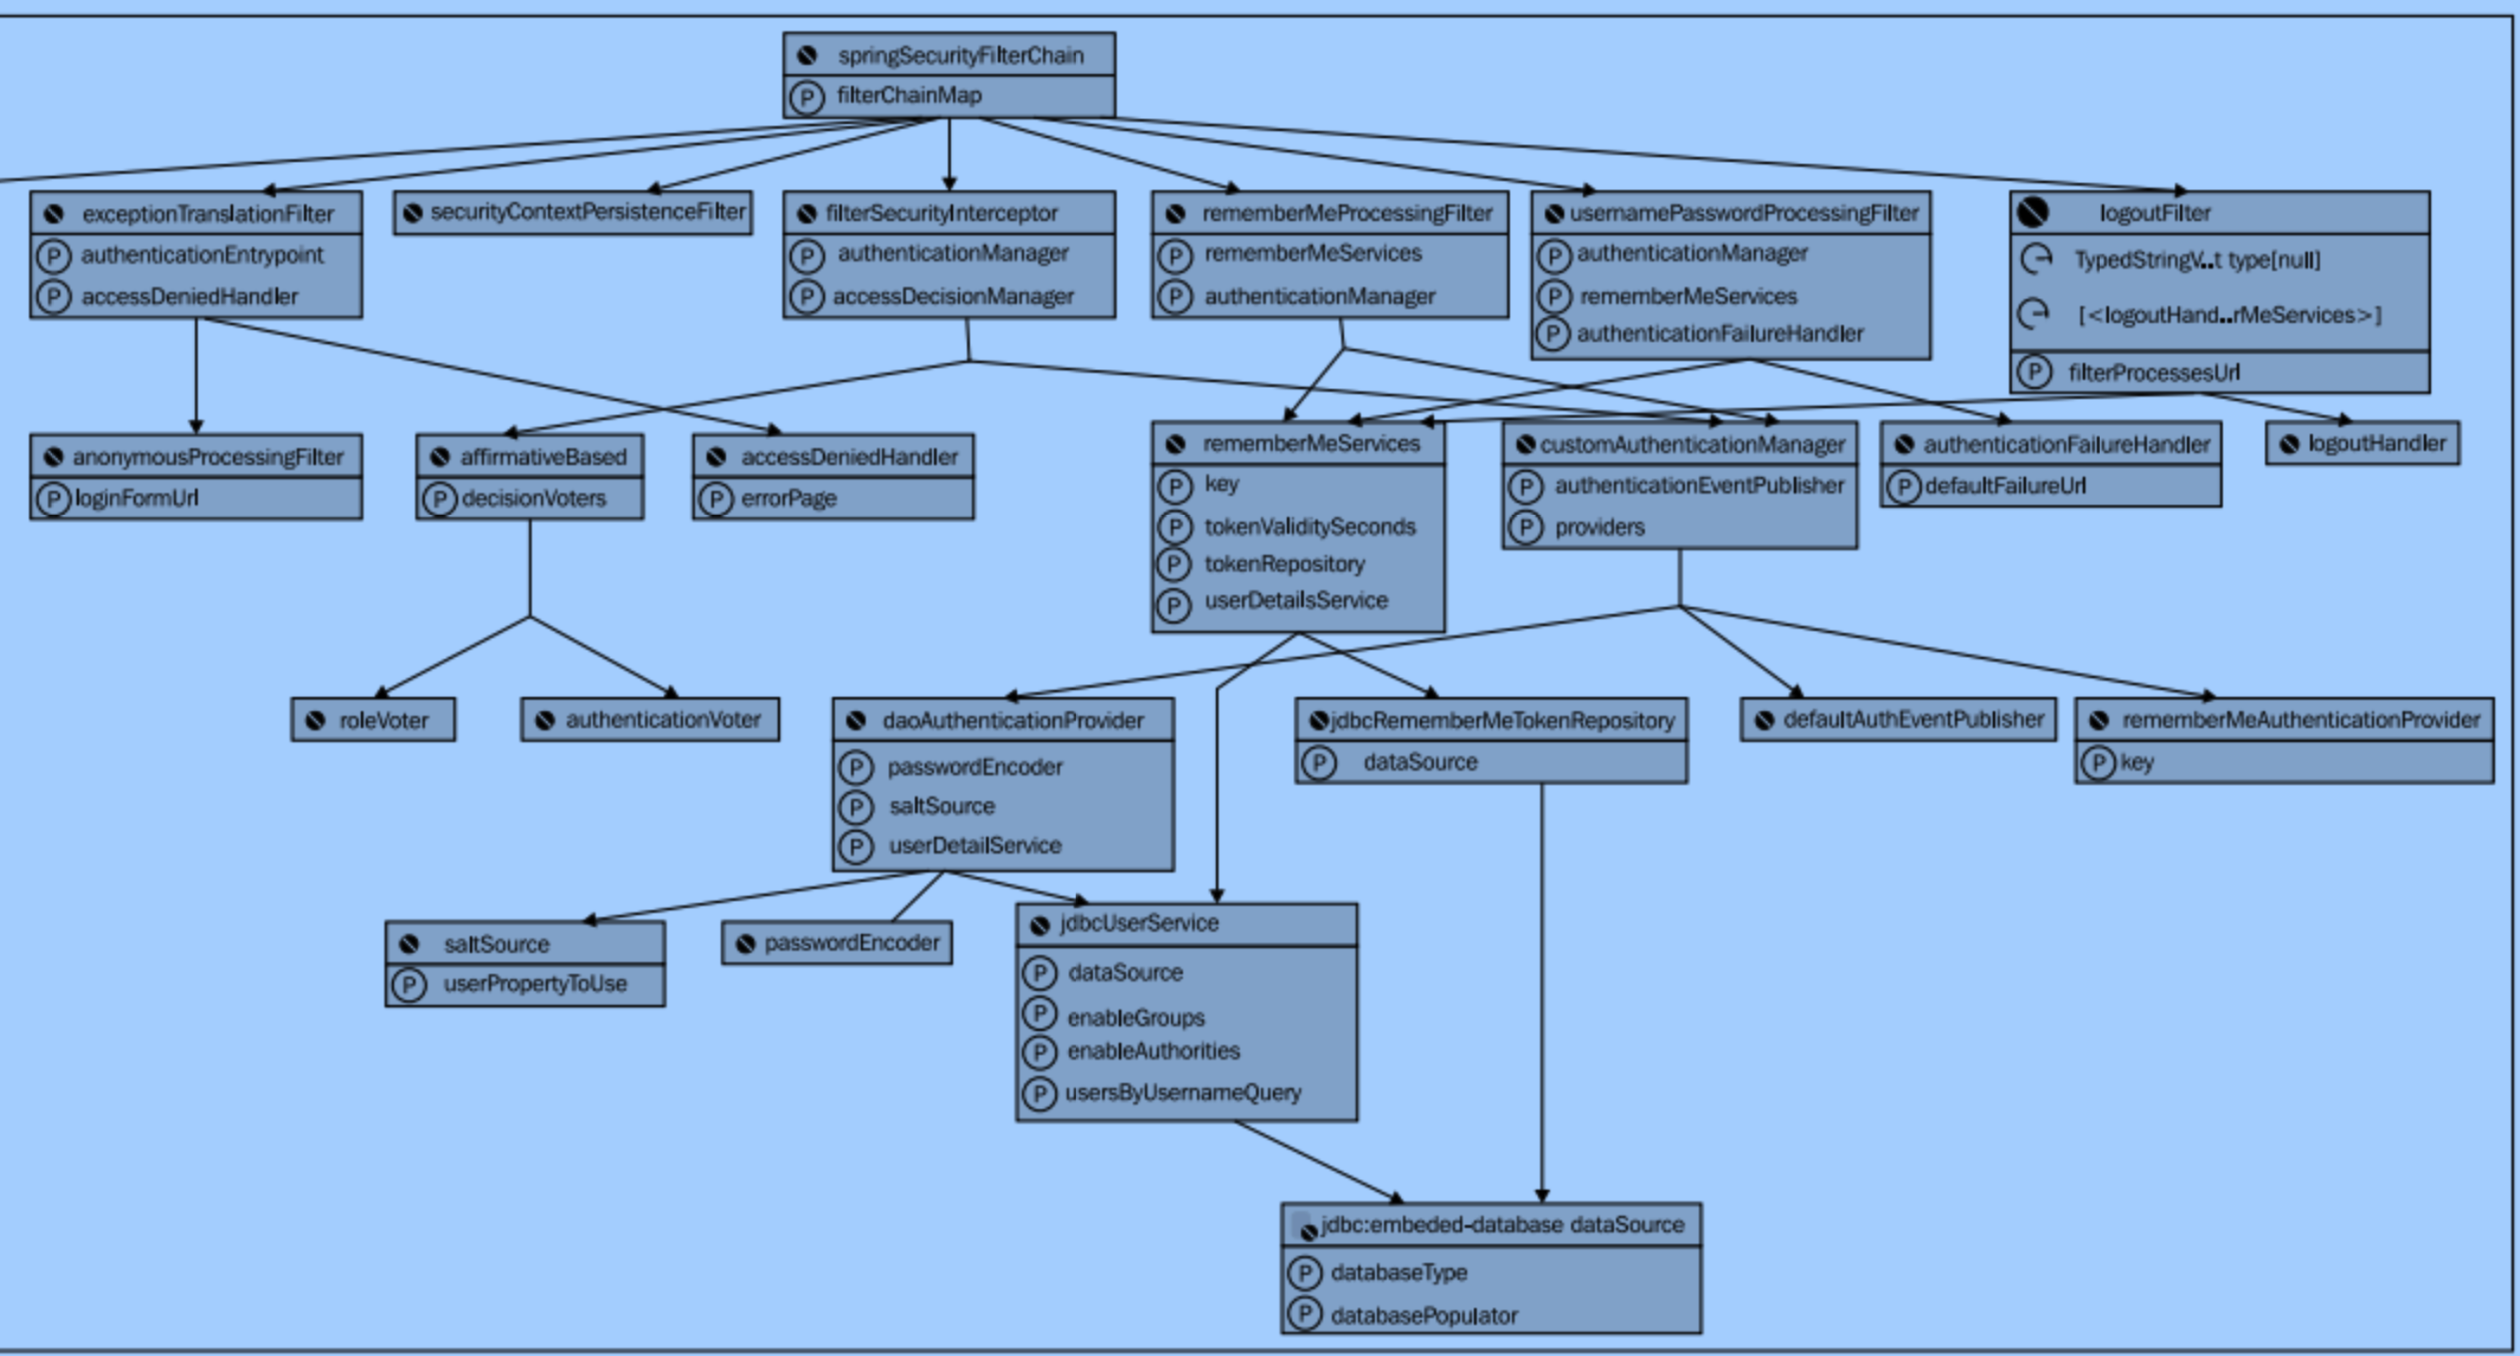 springSecurityFilterChain
P filterChainMap
exceptionTranslationFilter
P authenticationEntrypoint
P accessDeniedHandler
securityContextPersistenceFilter
filterSecurityInterceptor
P authenticationManager
P accessDecisionManager
rememberMeProcessingFilter
P rememberMeServices
P authenticationManager
usernamePasswordProcessingFilter
P authenticationManager
P rememberMeServices
P authenticationFailureHandler
logoutFilter
TypedStringV..t type[null]
[<logoutHand..rMeServices>]
P filterProcessesUrl
anonymousProcessingFilter
P loginFormUrl
affirmativeBased
P decisionVoters
accessDeniedHandler
P errorPage
rememberMeServices
P key
P tokenValiditySeconds
P tokenRepository
P userDetailsService
customAuthenticationManager
P authenticationEventPublisher
P providers
authenticationFailureHandler
P defaultFailureUrl
logoutHandler
roleVoter
authenticationVoter
daoAuthenticationProvider
P passwordEncoder
P saltSource
P userDetailService
jdbcRememberMeTokenRepository
P dataSource
defaultAuthEventPublisher
rememberMeAuthenticationProvider
P key
saltSource
P userPropertyToUse
passwordEncoder
jdbcUserService
P dataSource
P enableGroups
P enableAuthorities
P usersByUsernameQuery
jdbc:embeded-database dataSource
P databaseType
P databasePopulator